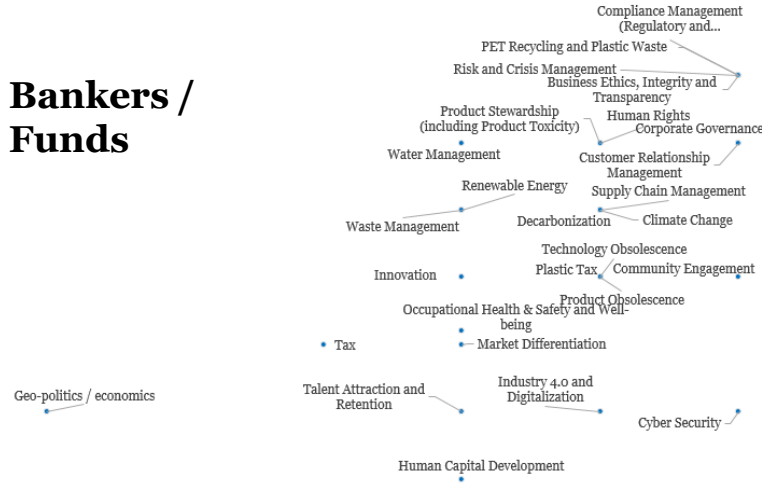 Compliance Management
(Regulatory and...
PET Recycling and Plastic Waste
Risk and Crisis Management
Business Ethics, Integrity and
Transparency
Bankers /
Funds
Product Stewardship
(including Product Toxicity)
Human Rights
Corporate Governance
Water Management
Customer Relationship
Management
Renewable Energy
Supply Chain Management
Waste Management
Decarbonization
Climate Change
Technology Obsolescence
Innovation
Plastic Tax
Community Engagement
Product Obsolescence
Occupational Health & Safety and Well-
being
Tax
Market Differentiation
Geo-politics / economics
Talent Attraction and
Retention
Industry 4.0 and
Digitalization
Cyber Security
Human Capital Development